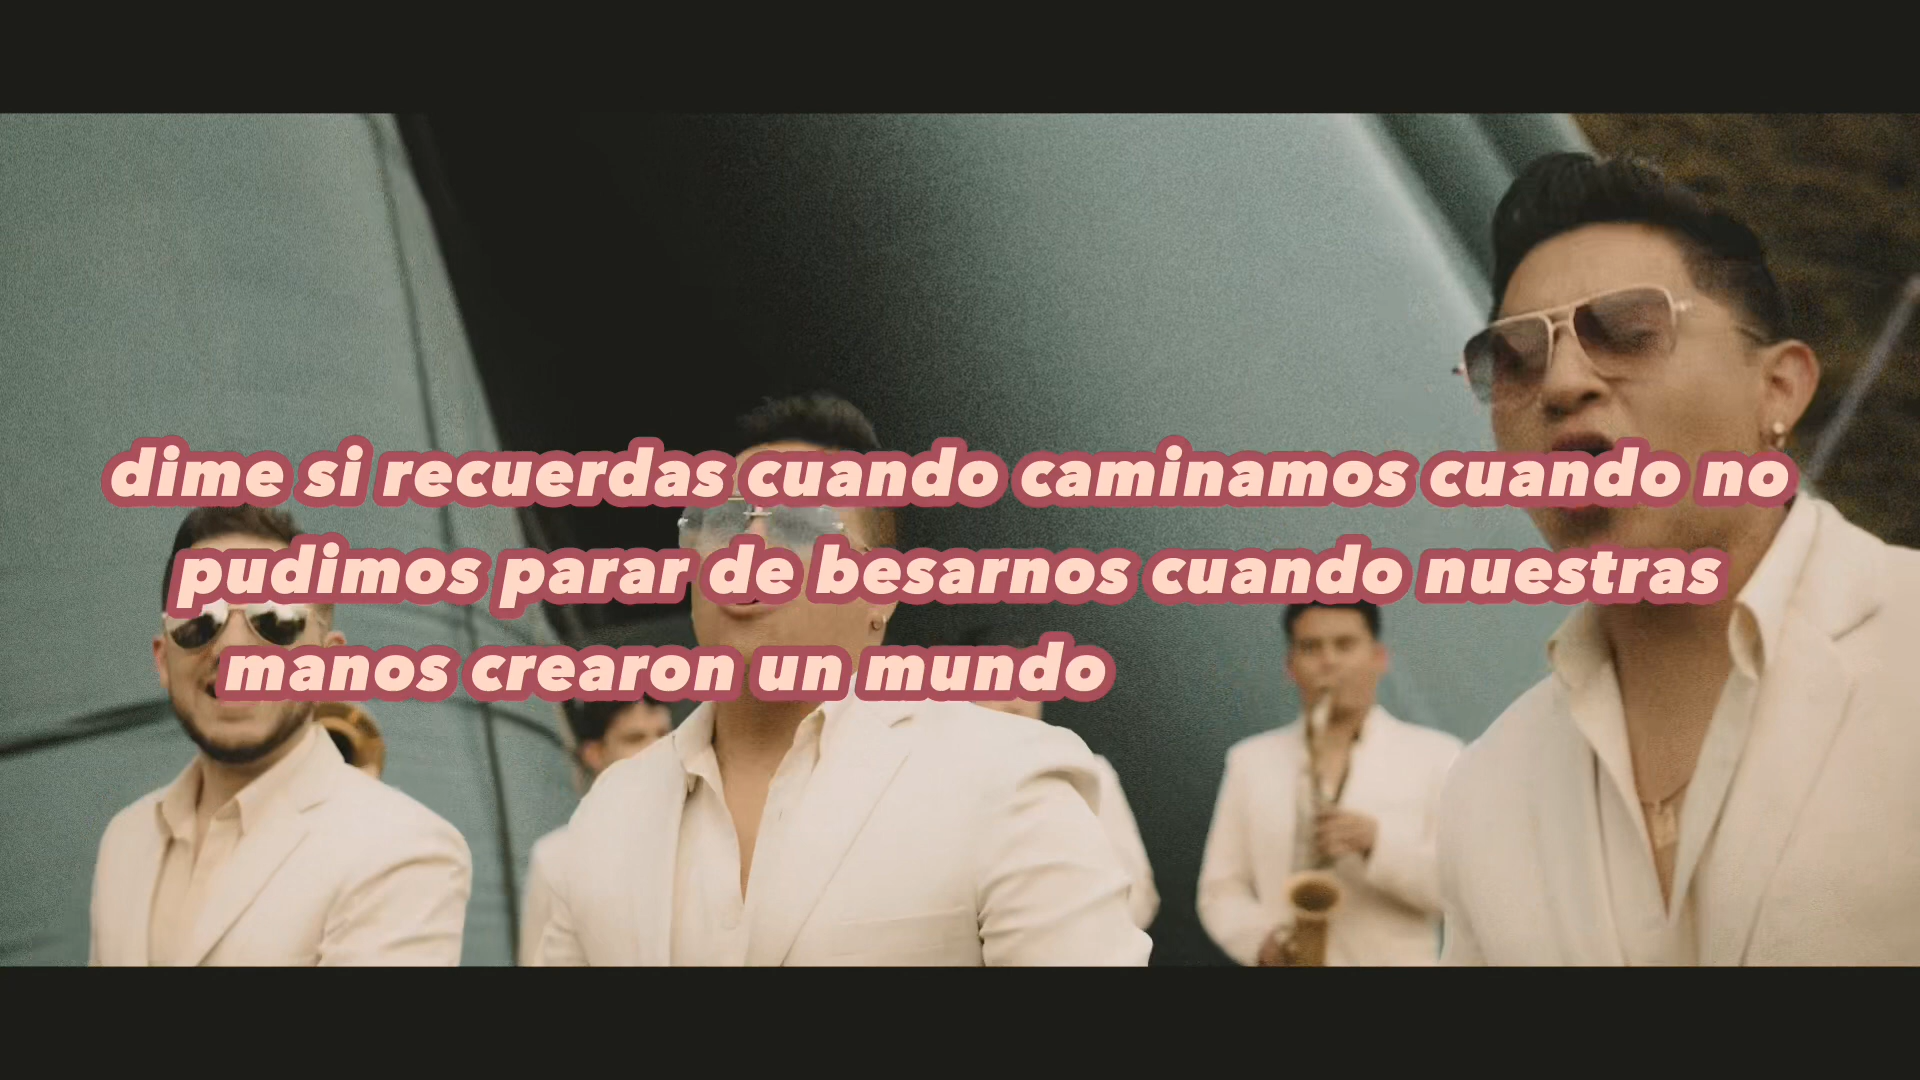 dime si recuerdas cuando caminamos cuando no
pudimos parar de besarnos cuando nuestras
manos crearon un mundo